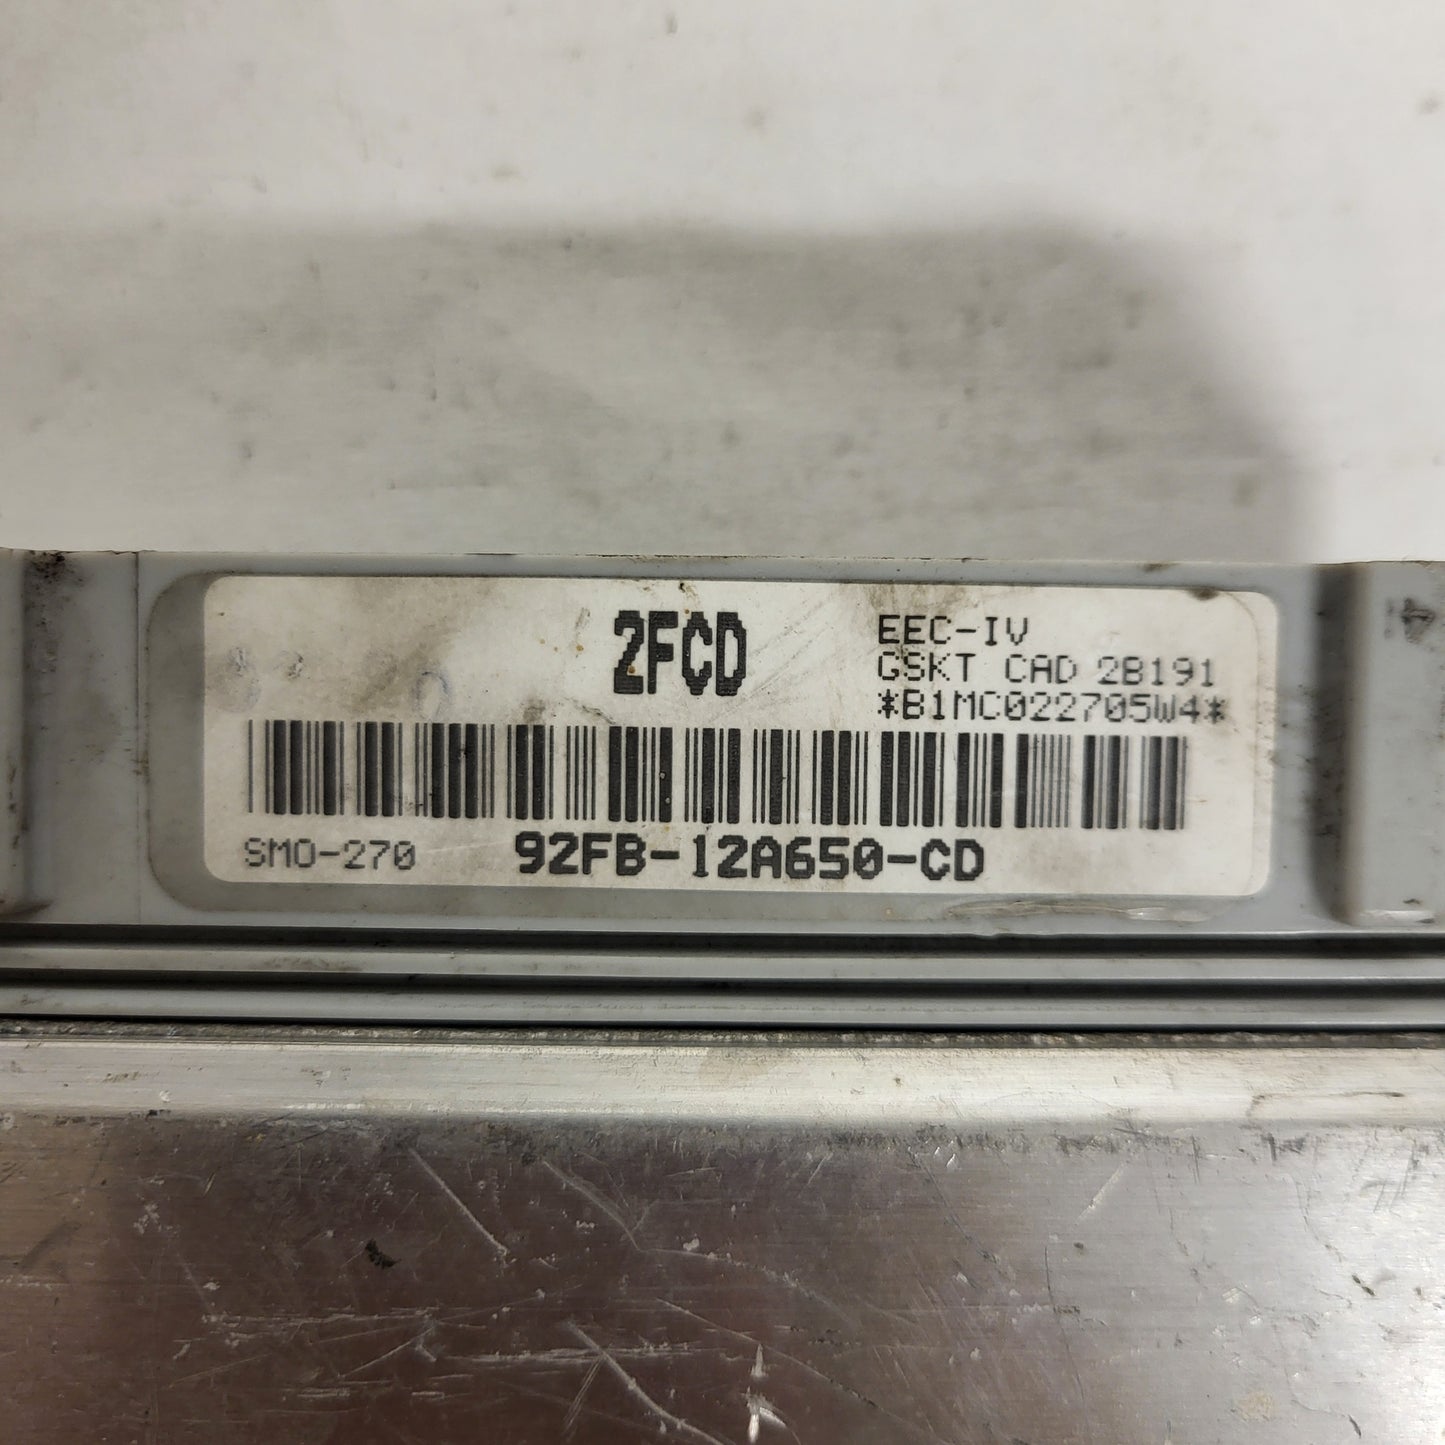 2FCD
EEC-IV
GSKT CAD 2B191
*B1MC022705W4*
SMO-270
92FB-12A650-CD